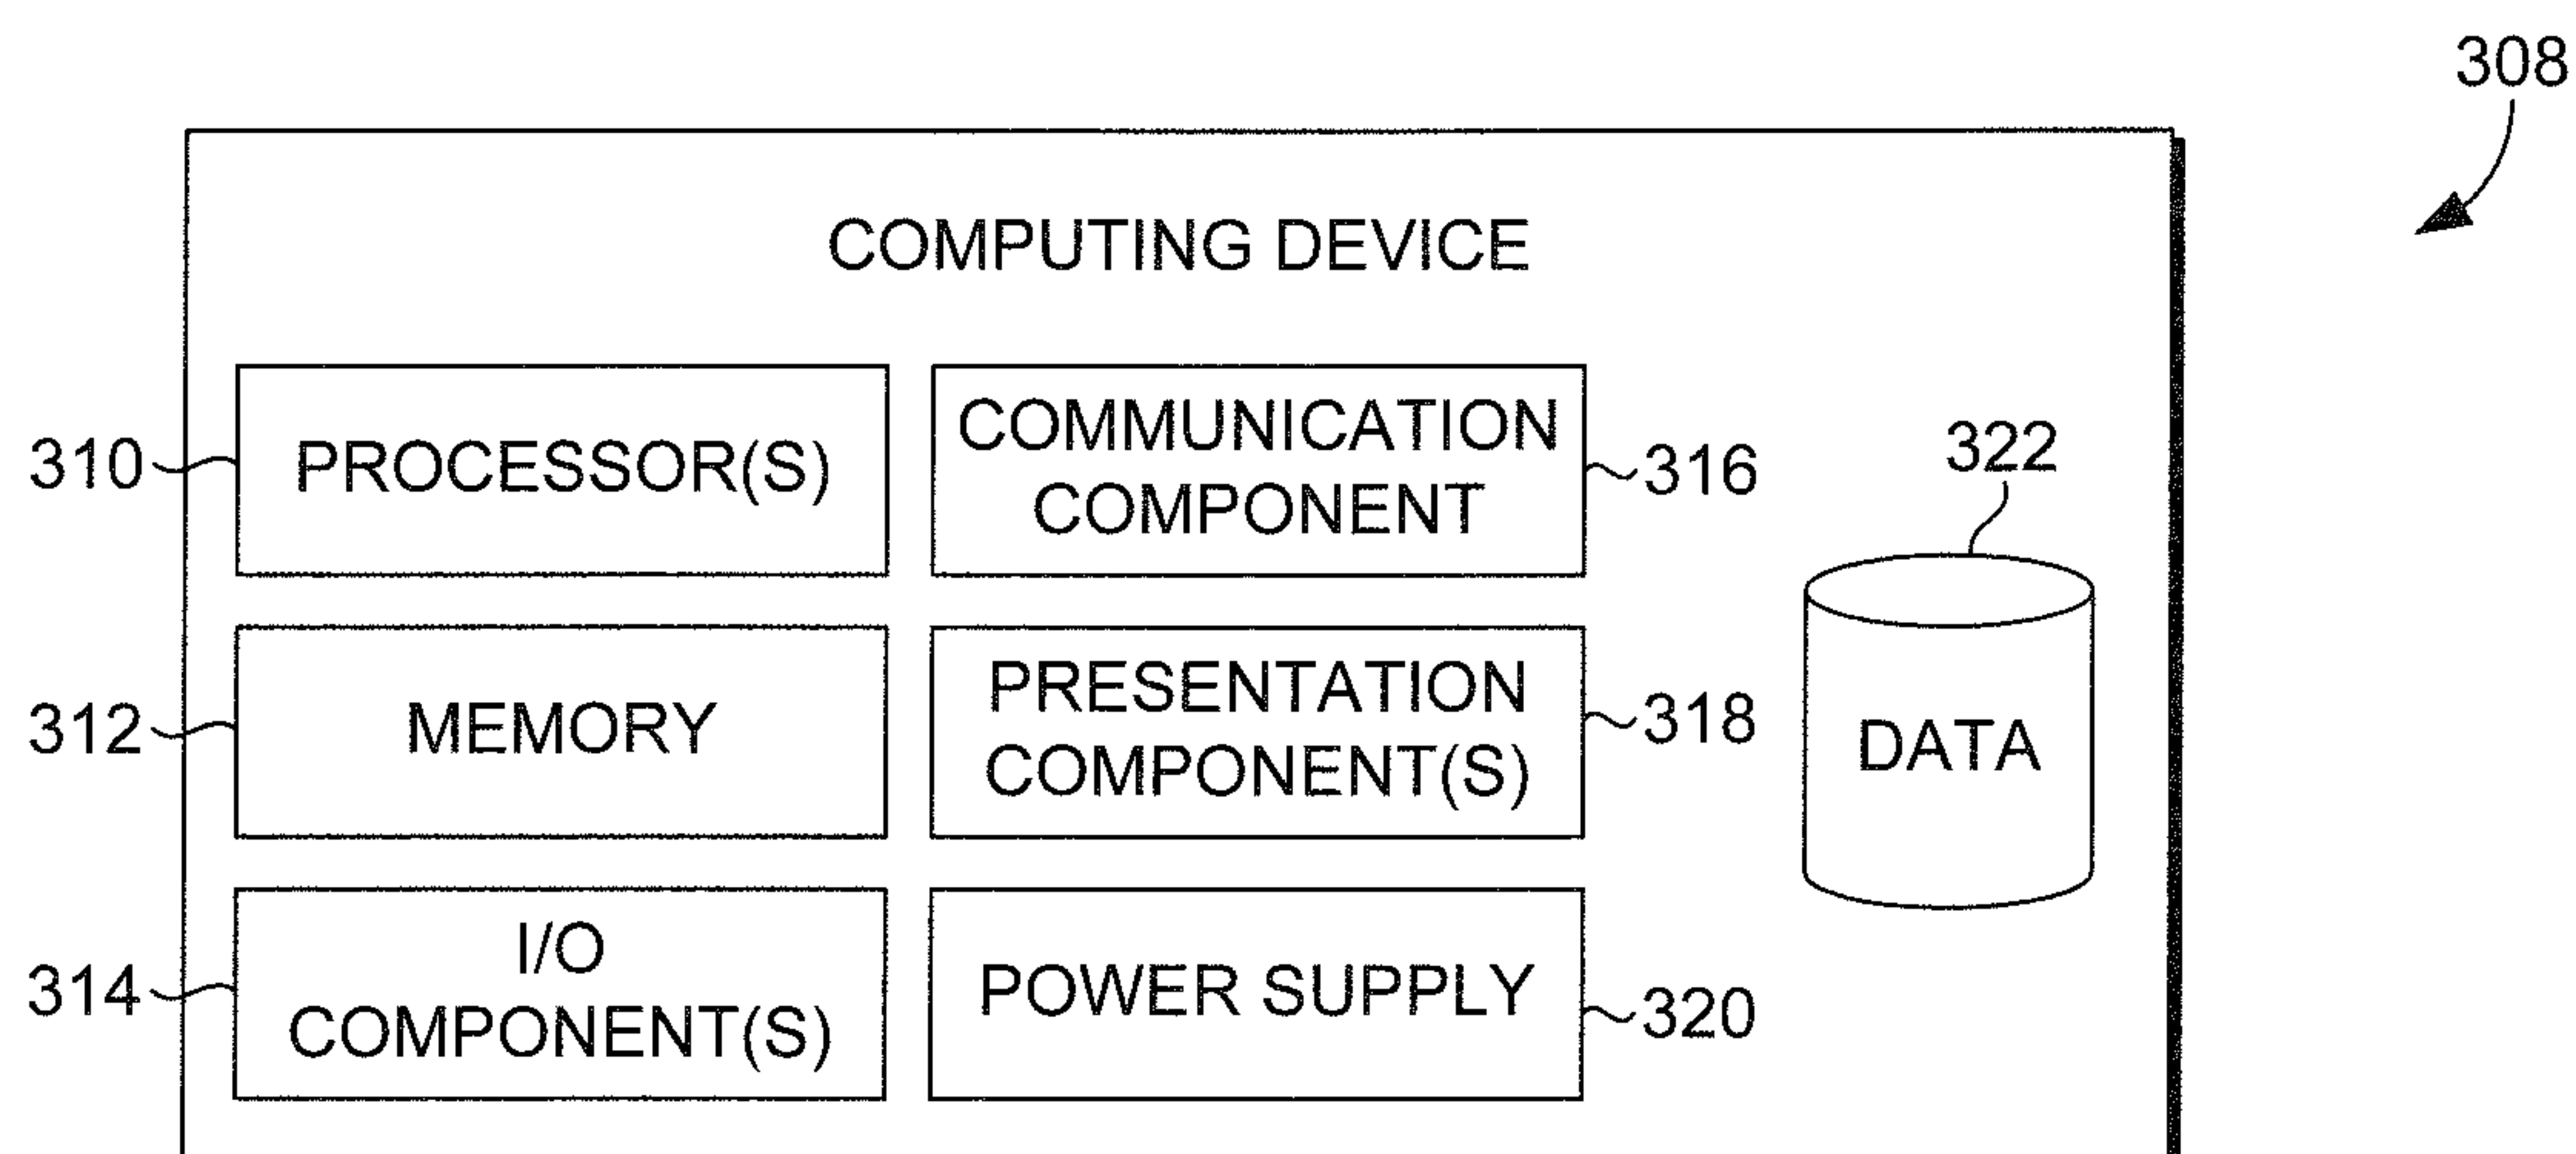 308
COMPUTING DEVICE
310
PROCESSOR(S)
COMMUNICATION
COMPONENT
316
322
312
MEMORY
PRESENTATION
COMPONENT(S)
318
DATA
314
I/O
COMPONENT(S)
POWER SUPPLY
320